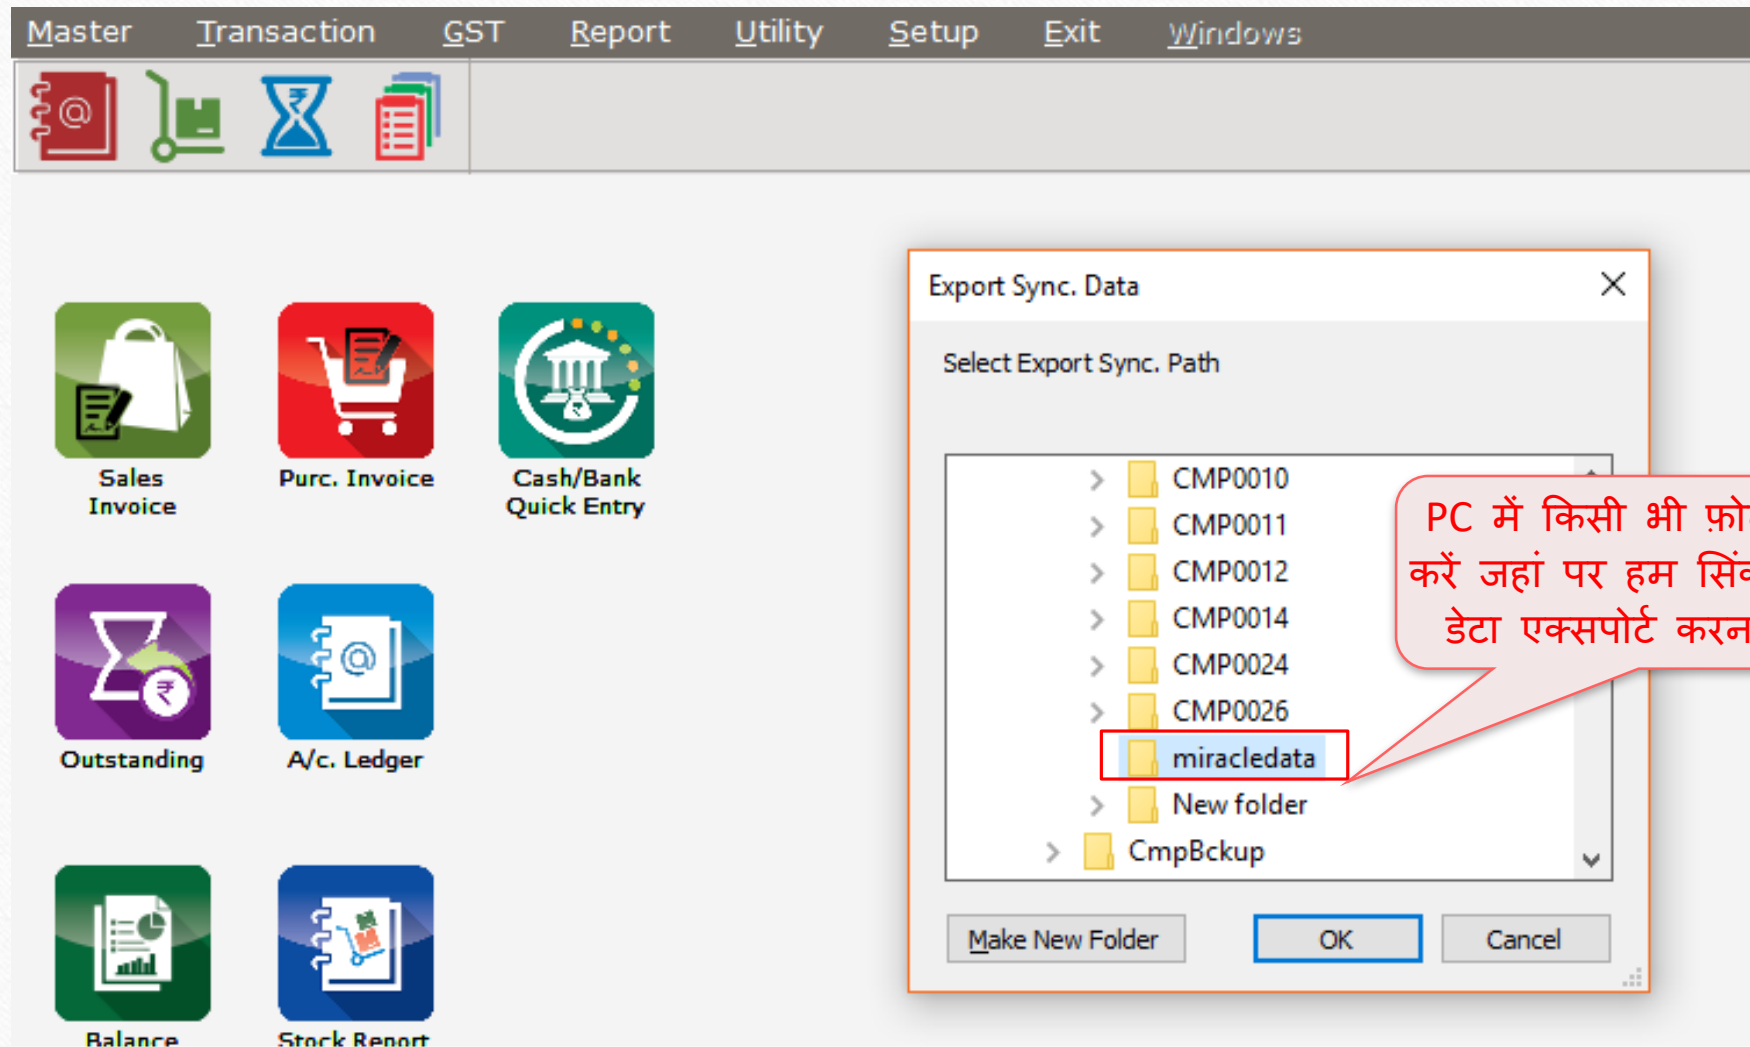 Master Transaction GST Report Utility Setup Exit Windows
Sales
Invoice
Purc. Invoice
Cash/Bank
Quick Entry
Outstanding
A/c. Ledger
Balance
Stock Report
Export Sync. Data
Select Export Sync. Path
CMP0010
CMP0011
CMP0012
CMP0014
CMP0024
CMP0026
miracledata
New folder
CmpBckup
Make New Folder
OK
Cancel
PC में किसी भी
करें जहां पर हम
डेटा एक्सपोर्ट